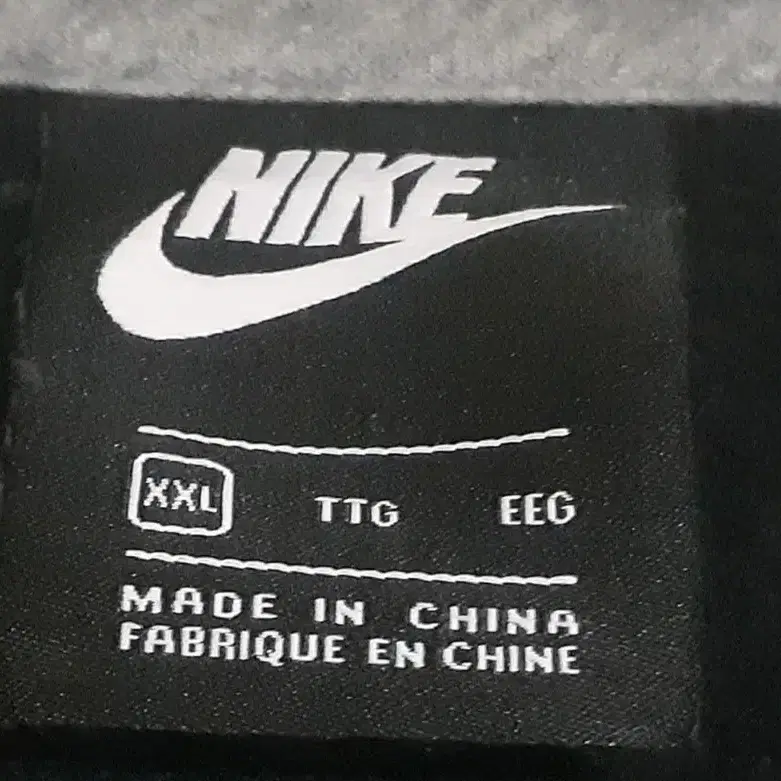 NIKE
XXL TTG EEG
MADE IN CHINA
FABRIQUE EN CHINE